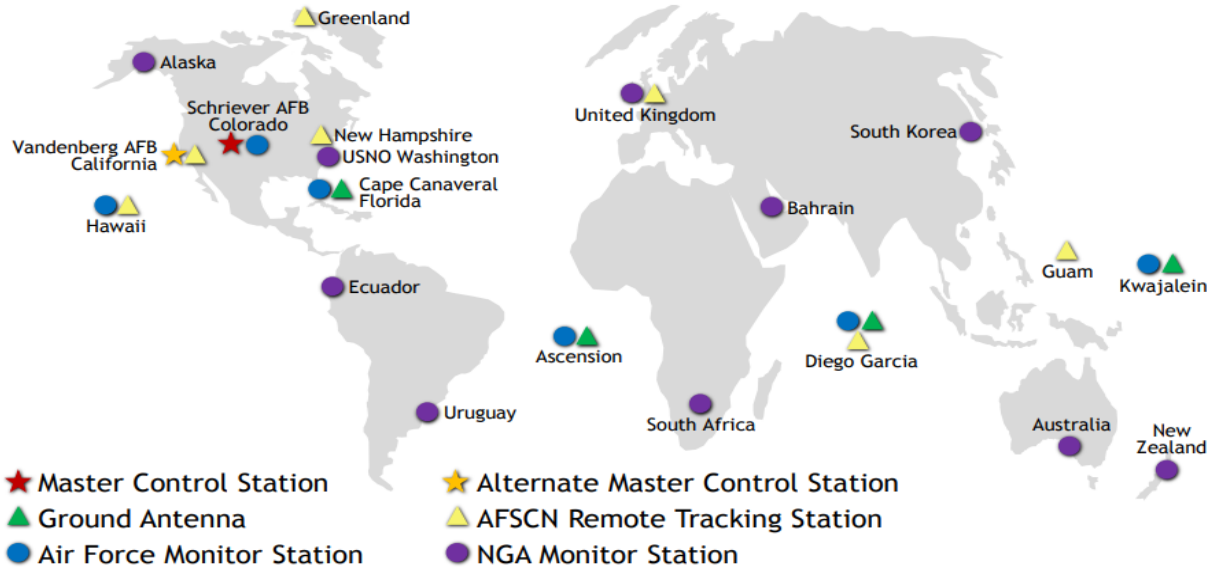 Greenland
Alaska
Schriever AFB
Colorado
Vandenberg AFB
California
New Hampshire
USNO Washington
Cape Canaveral
Florida
Hawaii
United Kingdom
South Korea
Bahrain
Guam
Kwajalein
Ecuador
Ascension
Diego Garcia
Uruguay
South Africa
Australia
New
Zealand
Master Control Station
Alternate Master Control Station
Ground Antenna
AFSCN Remote Tracking Station
Air Force Monitor Station
NGA Monitor Station